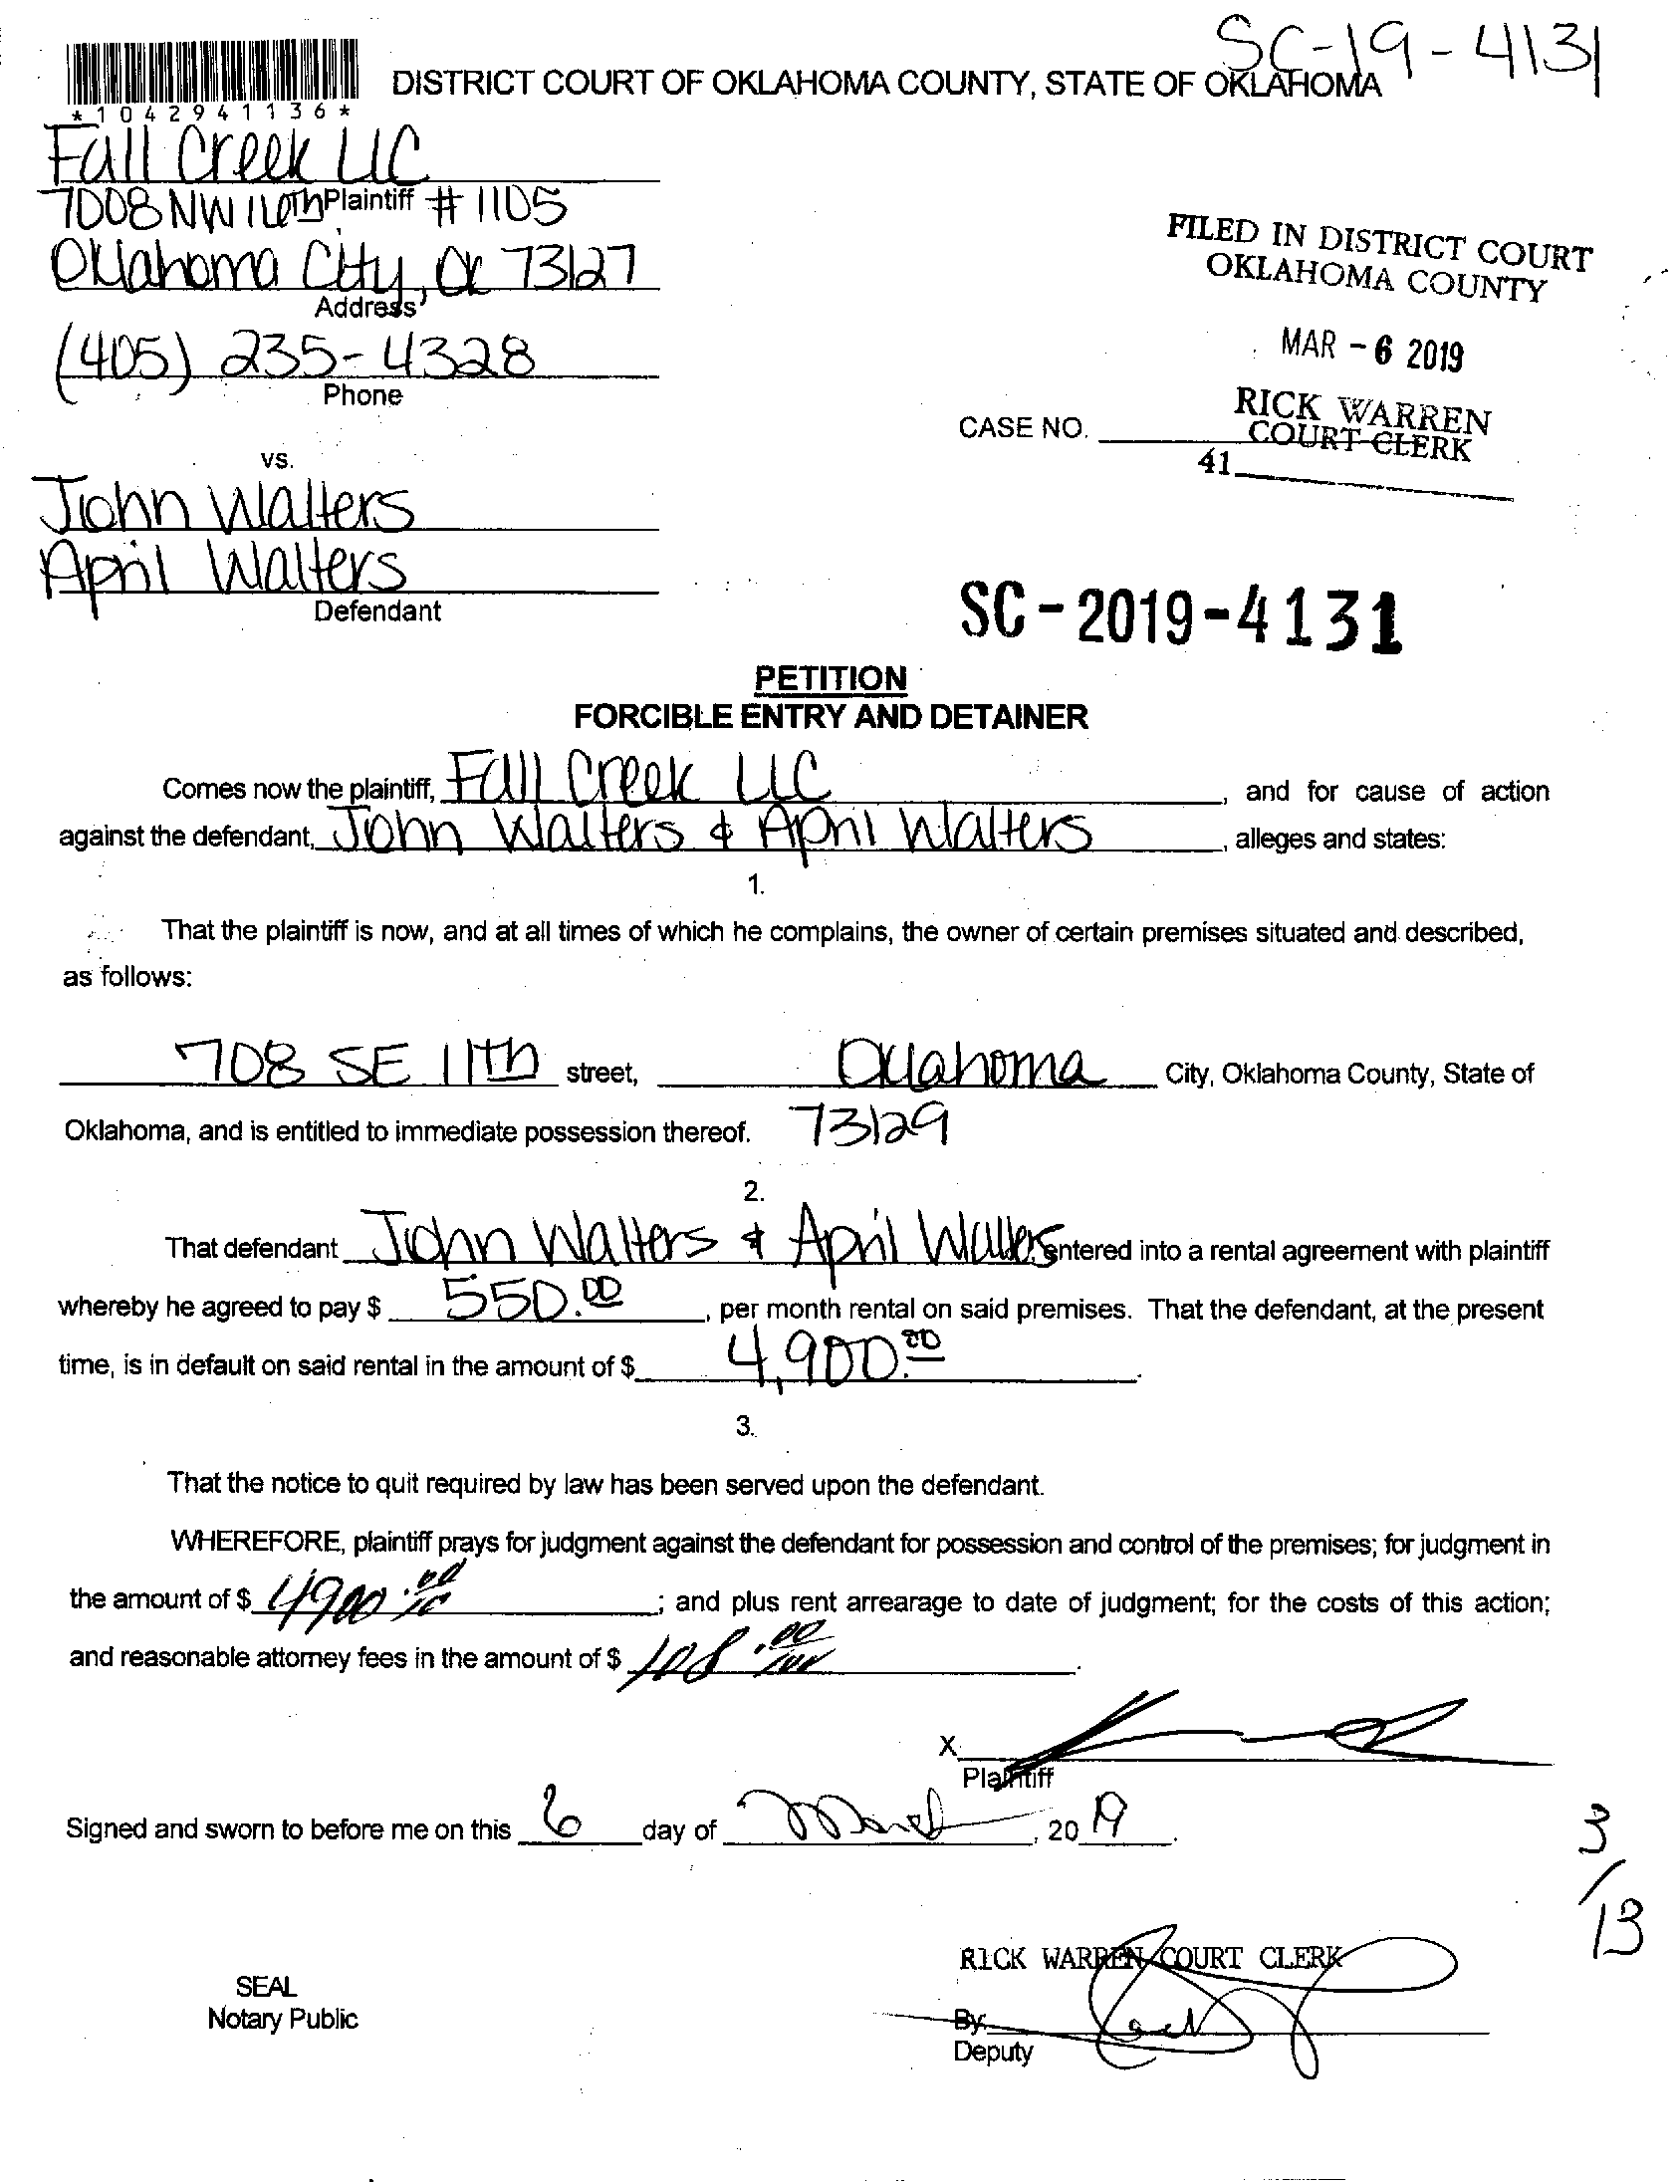 SC-19-4131
DISTRICT COURT OF OKLAHOMA COUNTY, STATE OF OKLAHOMA
*1042941136*
Fall Creek LLC
7008 NW 16th Plaintiff #1105
Oklahoma City, OK 73127
Address
(405) 235-4328
Phone
FILED IN DISTRICT COURT
OKLAHOMA COUNTY
MAR -6 2019
RICK WARREN
COURT CLERK
CASE NO.
41
vs.
John Walters
April Walters
Defendant
SC-2019-4131
PETITION
FORCIBLE ENTRY AND DETAINER
Comes now the plaintiff, Fall Creek LLC, and for cause of action
against the defendant, John Walters & April Walters, alleges and states:
1.
That the plaintiff is now, and at all times of which he complains, the owner of certain premises situated and described,
as follows:
708 SE 11th street, Oklahoma City, Oklahoma County, State of
Oklahoma, and is entitled to immediate possession thereof. 73129
2.
That defendant John Walters & April Walters entered into a rental agreement with plaintiff
whereby he agreed to pay $ 550.00, per month rental on said premises. That the defendant, at the present
time, is in default on said rental in the amount of $ 4,900.00.
3.
That the notice to quit required by law has been served upon the defendant.
WHEREFORE, plaintiff prays for judgment against the defendant for possession and control of the premises; for judgment in
the amount of $ 4900.00; and plus rent arrearage to date of judgment; for the costs of this action;
and reasonable attorney fees in the amount of $ 108.00/100.
X
Plaintiff
Signed and sworn to before me on this 6 day of March, 2019.
3/13
RICK WARREN COURT CLERK
SEAL
Notary Public
By
Deputy